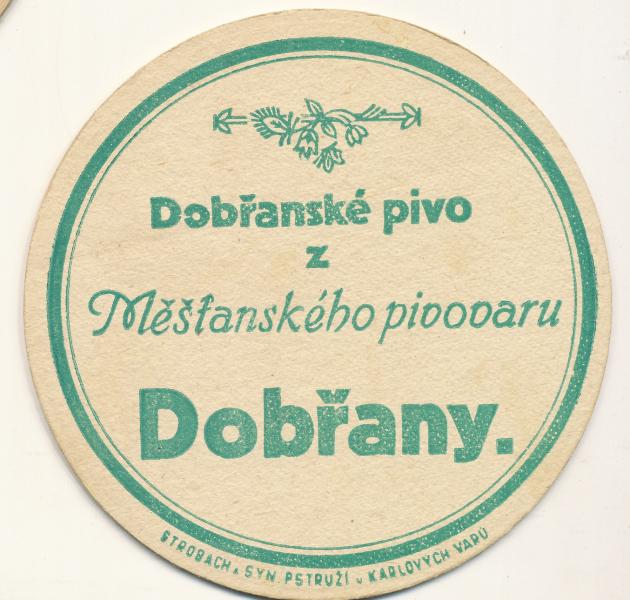 Dobřanské pivo
z
Měšťanského pivovaru
Dobřany.
STROBACH & SYN, PSTRUŽÍ u KARLOVÝCH VARŮ